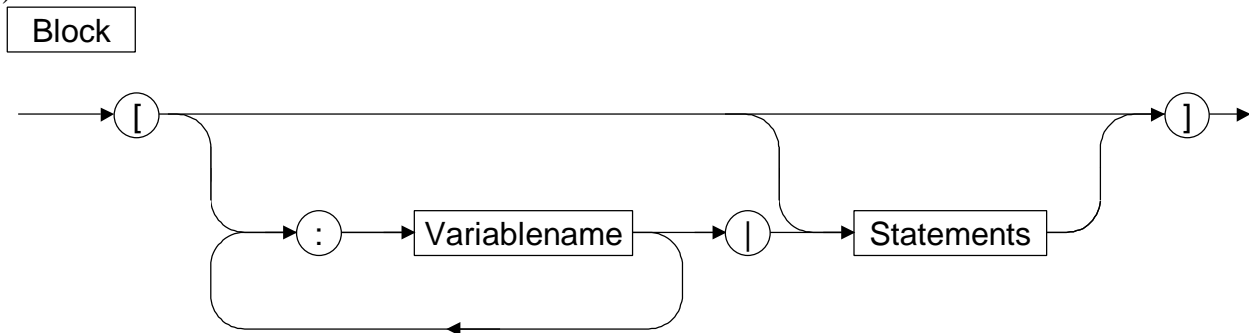 Block
[ ]
: Variablename | Statements